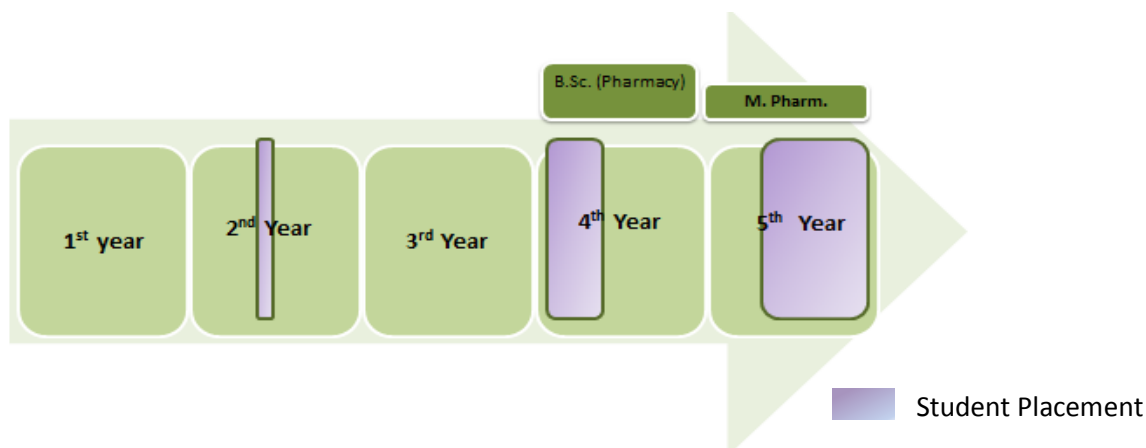 B.Sc. (Pharmacy)
M. Pharm.
1st year
2nd Year
3rd Year
4th Year
5th Year
Student Placement